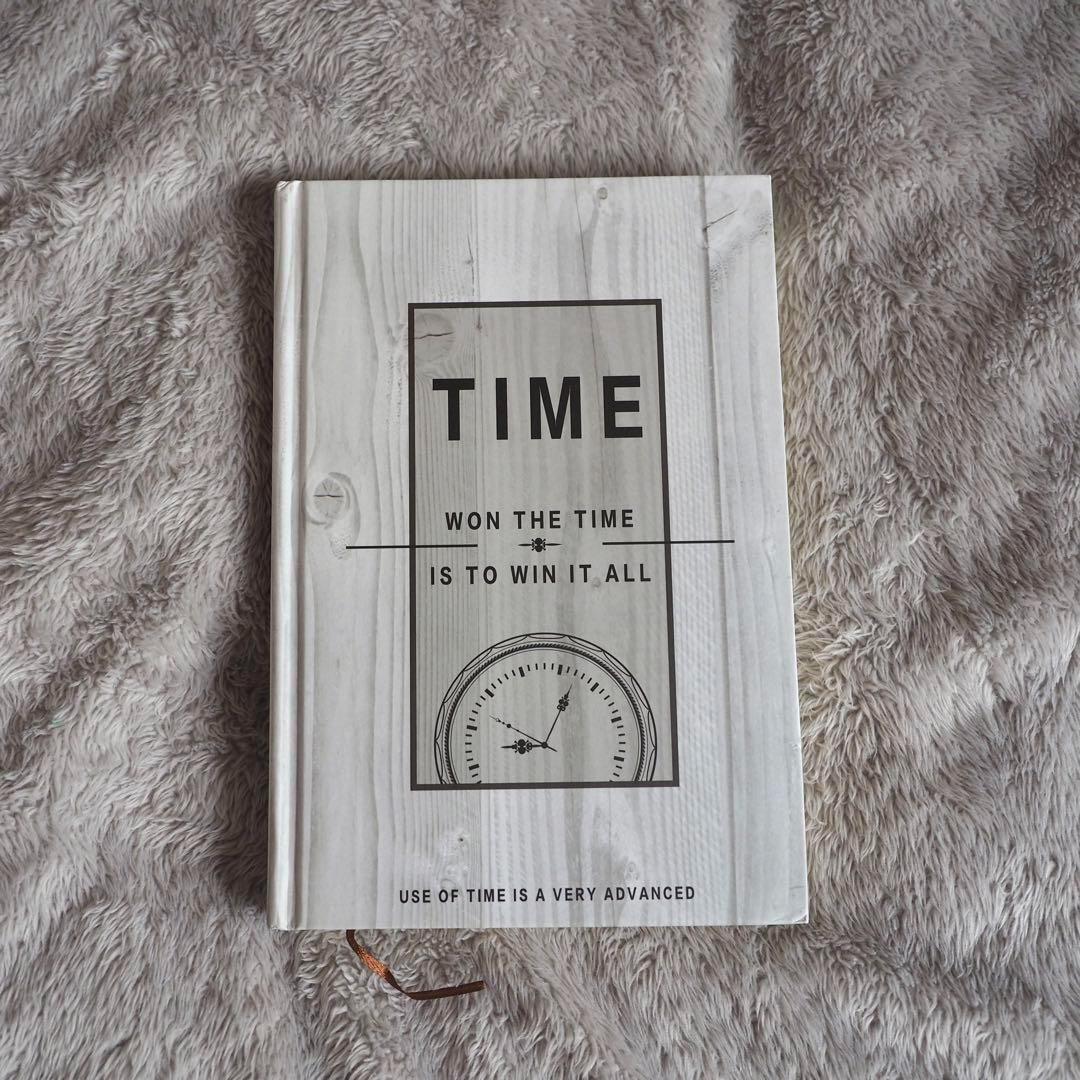 TIME
WON THE TIME
IS TO WIN IT ALL
USE OF TIME IS A VERY ADVANCED